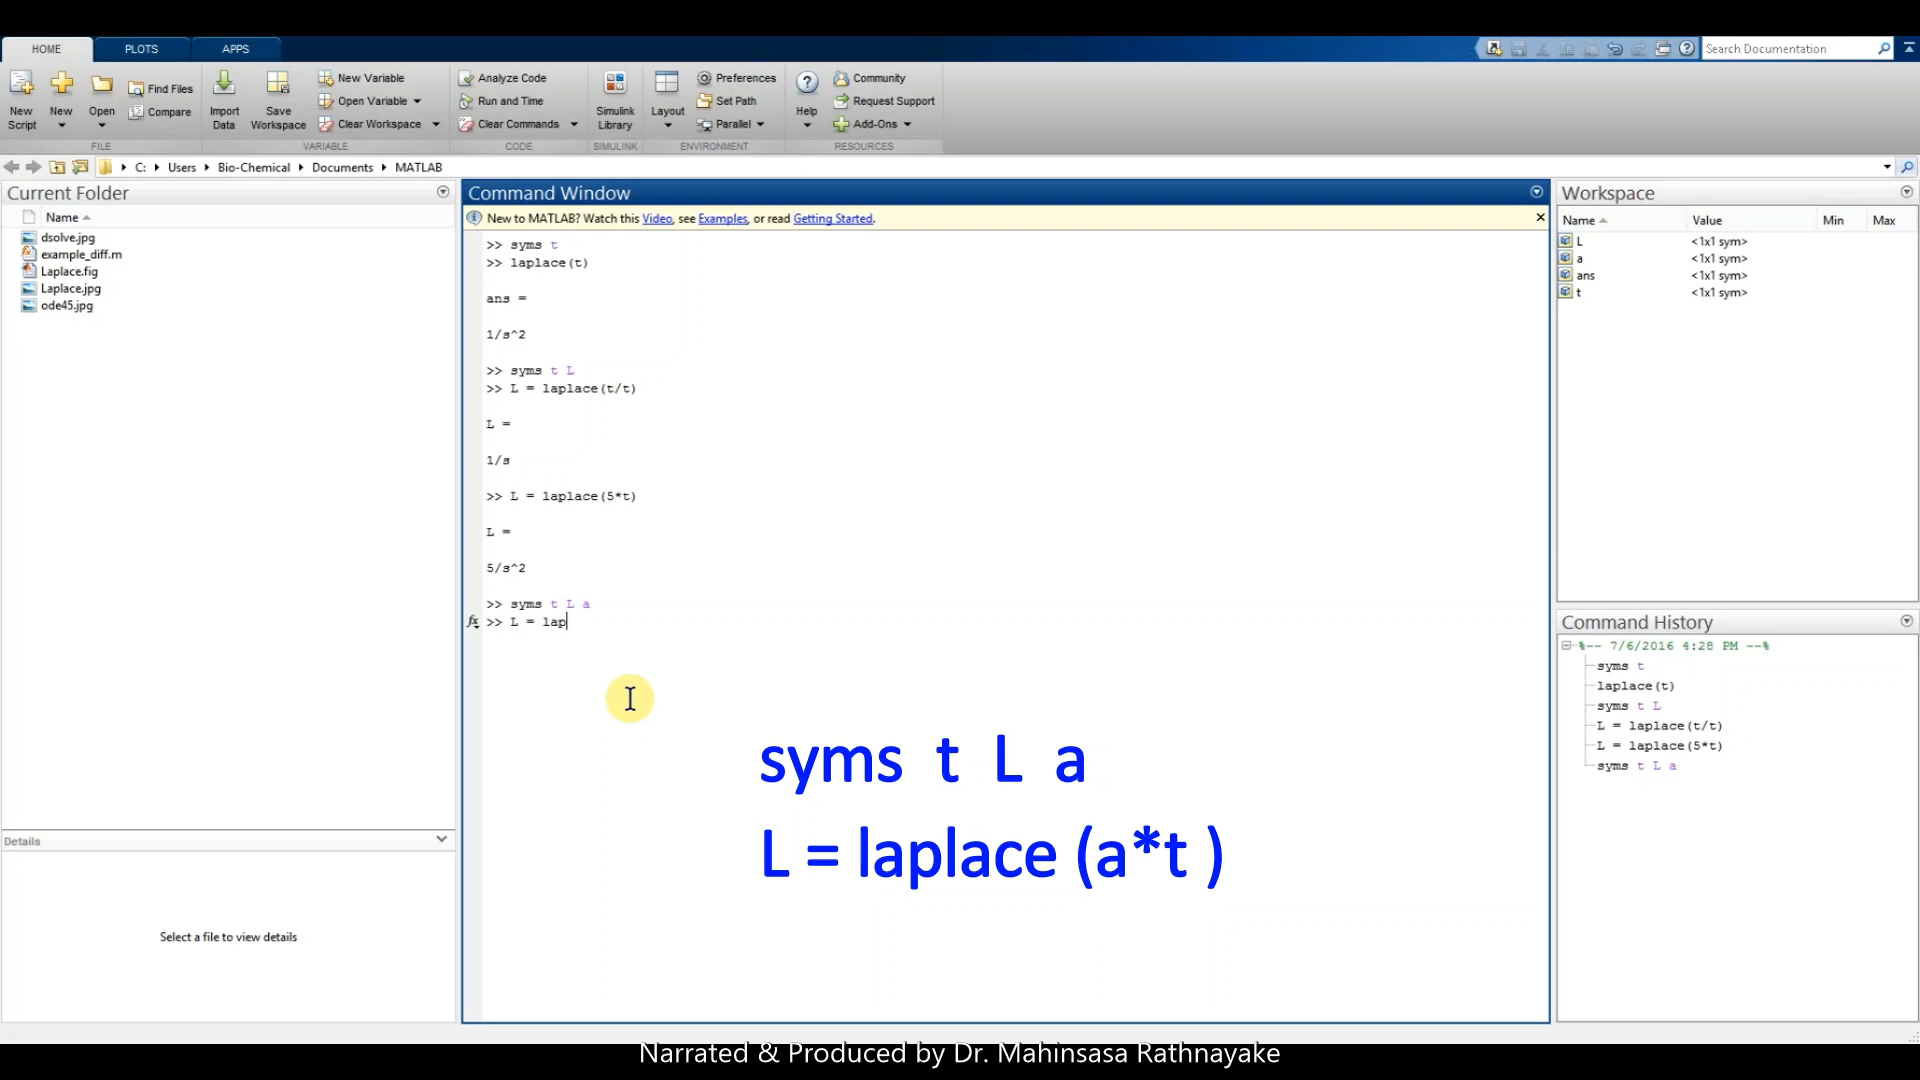 HOME PLOTS APPS
Search Documentation
New Script
New
Open
Find Files
Compare
FILE
Import Data
Save Workspace
New Variable
Open Variable
Clear Workspace
VARIABLE
Analyze Code
Run and Time
Clear Commands
CODE
Simulink Library
SIMULINK
Layout
Preferences
Set Path
Parallel
ENVIRONMENT
Help
Community
Request Support
Add-Ons
RESOURCES
C: Users Bio-Chemical Documents MATLAB
Current Folder
Name
dsolve.jpg
example_diff.m
Laplace.fig
Laplace.jpg
ode45.jpg
Details
Select a file to view details
Command Window
New to MATLAB? Watch this Video, see Examples, or read Getting Started.
>> syms t
>> laplace(t)
ans =
1/s^2
>> syms t L
>> L = laplace(t/t)
L =
1/s
>> L = laplace(5*t)
L =
5/s^2
>> syms t L a
fx >> L = lap
syms t L a
L = laplace (a*t )
Workspace
Name Value Min Max
L <1x1 sym>
a <1x1 sym>
ans <1x1 sym>
t <1x1 sym>
Command History
%-- 7/6/2016 4:28 PM --%
syms t
laplace(t)
syms t L
L = laplace(t/t)
L = laplace(5*t)
syms t L a
Narrated & Produced by Dr. Mahinsasa Rathnayake